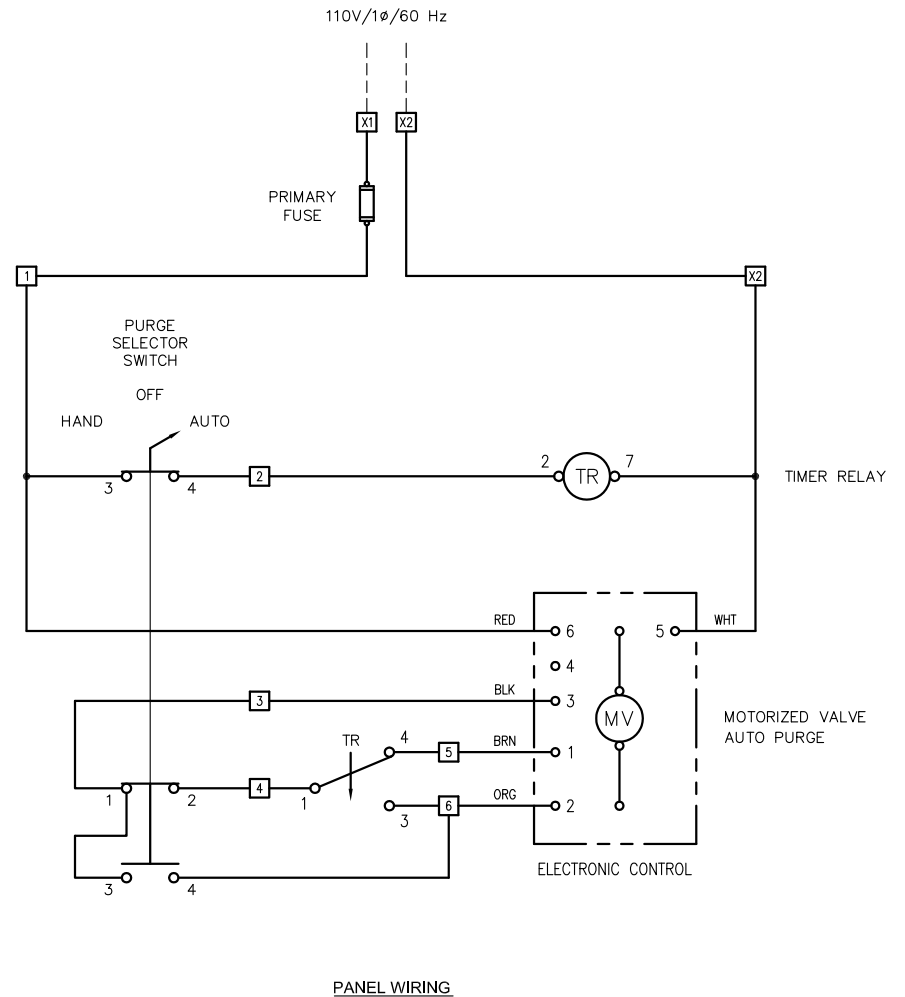 110V/1ø/60 Hz
X1
X2
PRIMARY
FUSE
1
X2
PURGE
SELECTOR
SWITCH
OFF
HAND
AUTO
3
4
2
2
TR
7
TIMER RELAY
RED
6
5
WHT
4
3
BLK
3
MV
MOTORIZED VALVE
AUTO PURGE
TR
4
5
BRN
1
1
2
4
1
3
6
ORG
2
3
4
ELECTRONIC CONTROL
PANEL WIRING